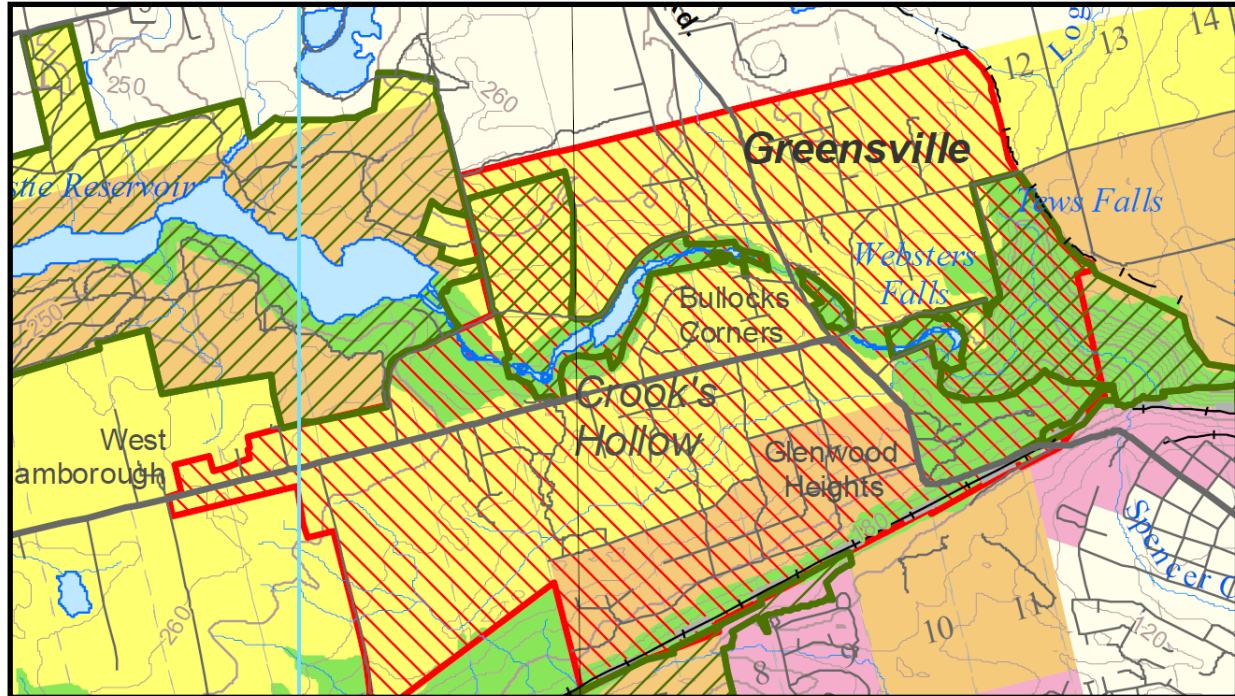 Rd.
Log
12
13
14
250
260
Greensville
stie Reservoir
Tews Falls
Websters
Falls
Bullocks
Corners
250
Crook's
Hollow
West
amborough
Glenwood
Heights
180
Spencer C
260
11
10
9
8
120